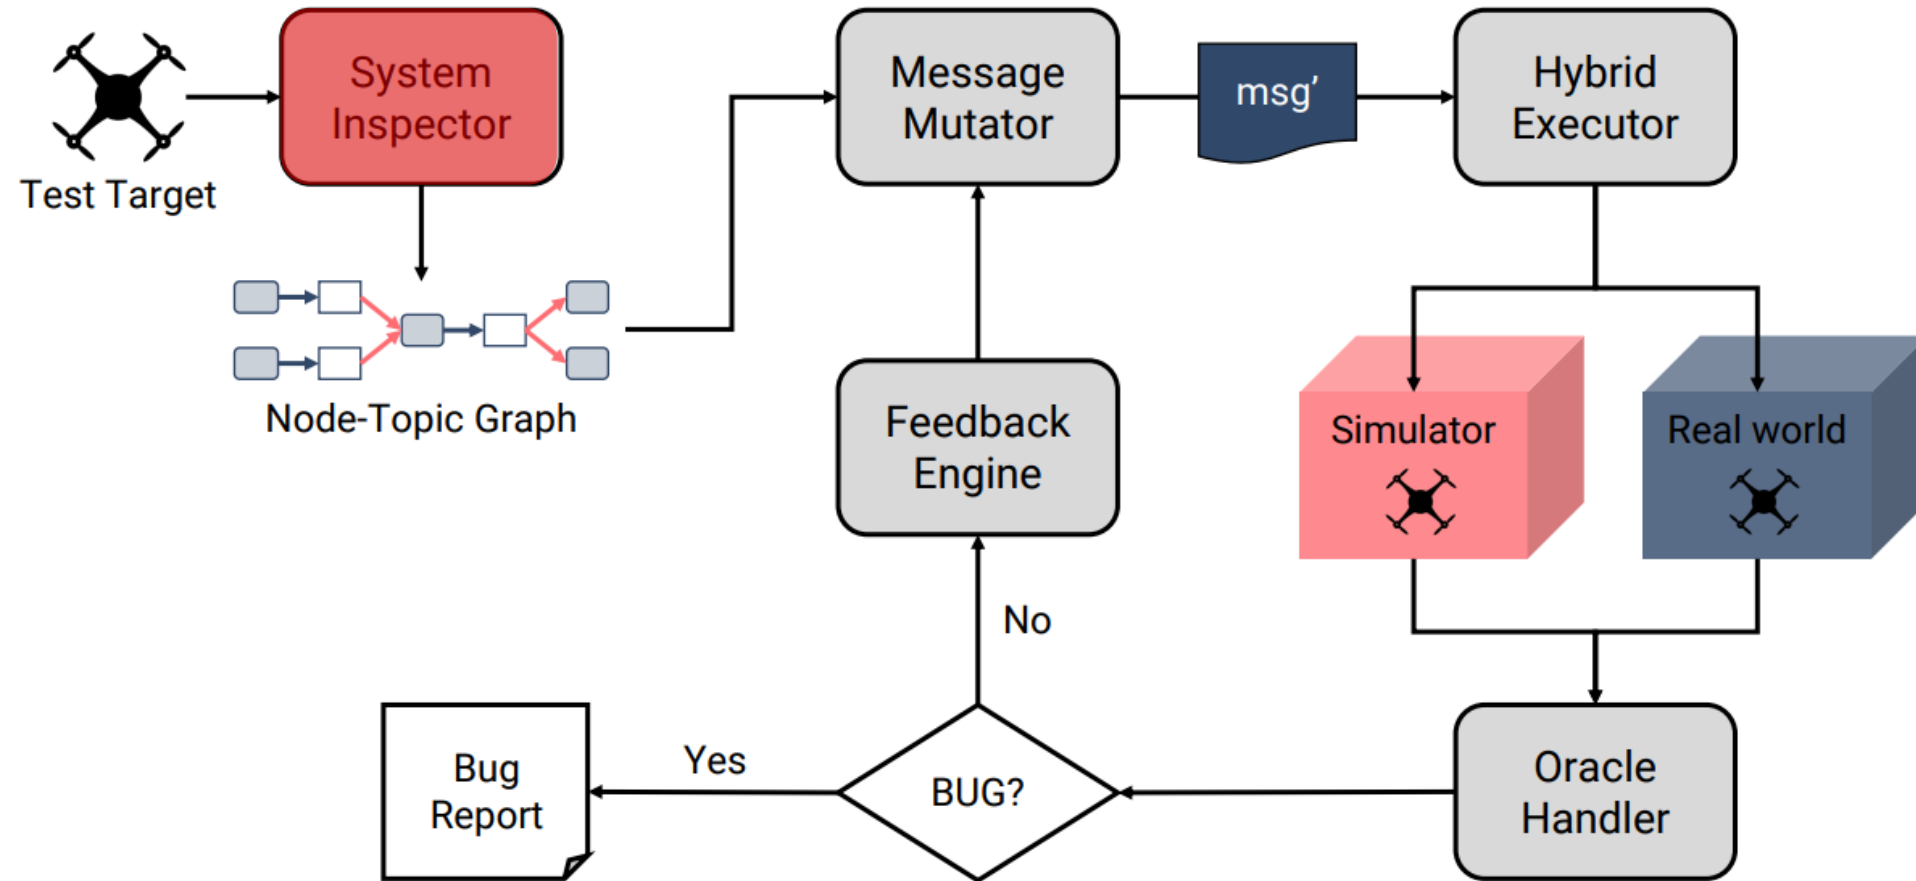 System
Inspector
Test Target
Node-Topic Graph
Message
Mutator
msg’
Hybrid
Executor
Feedback
Engine
Simulator
Real world
No
Bug
Report
Yes
BUG?
Oracle
Handler